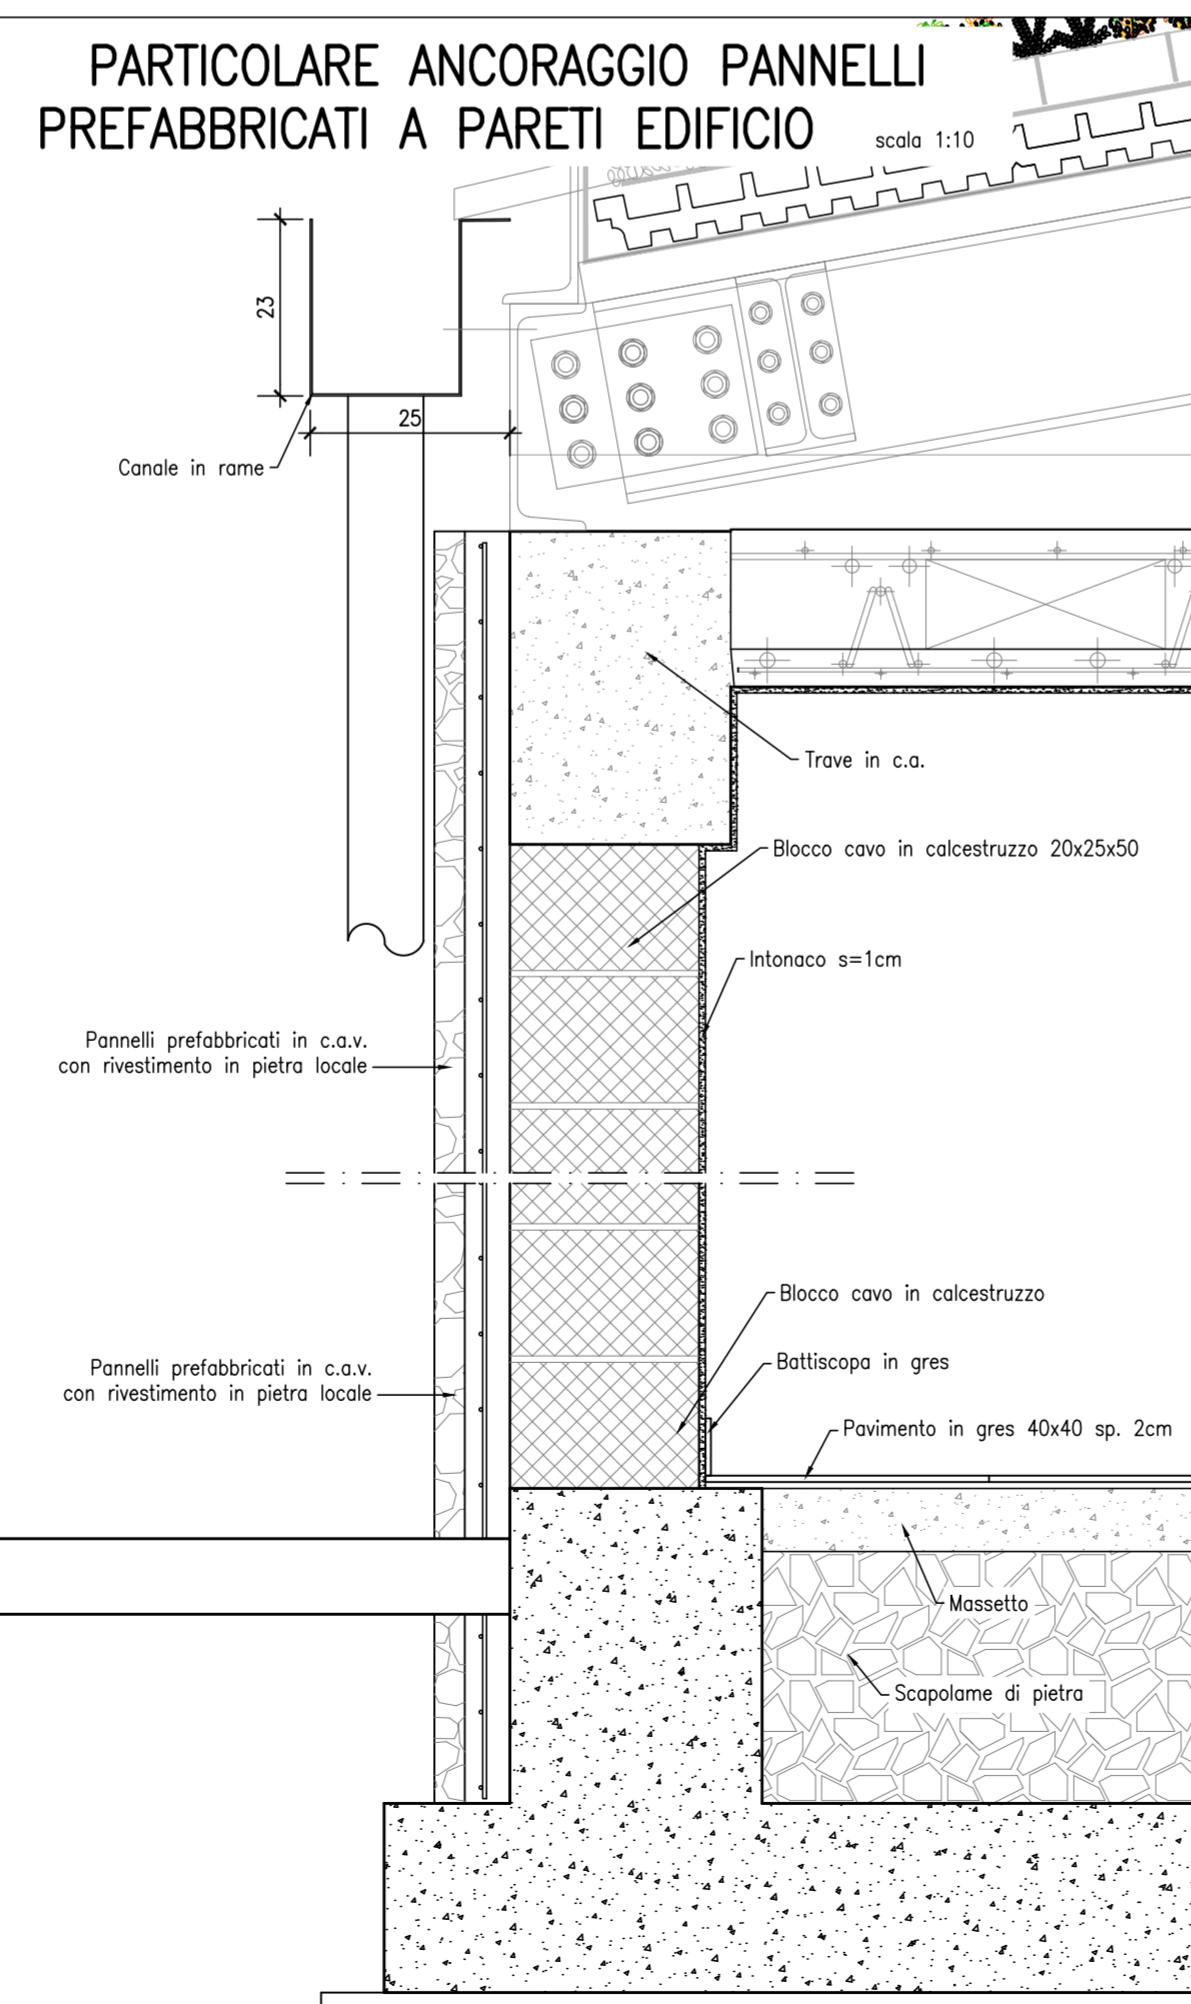 PARTICOLARE ANCORAGGIO PANNELLI
PREFABBRICATI A PARETI EDIFICIO scala 1:10
23
25
Canale in rame
Trave in c.a.
Blocco cavo in calcestruzzo 20x25x50
Intonaco s=1cm
Pannelli prefabbricati in c.a.v.
con rivestimento in pietra locale
Blocco cavo in calcestruzzo
Battiscopa in gres
Pannelli prefabbricati in c.a.v.
con rivestimento in pietra locale
Pavimento in gres 40x40 sp. 2cm
Massetto
Scapolame di pietra